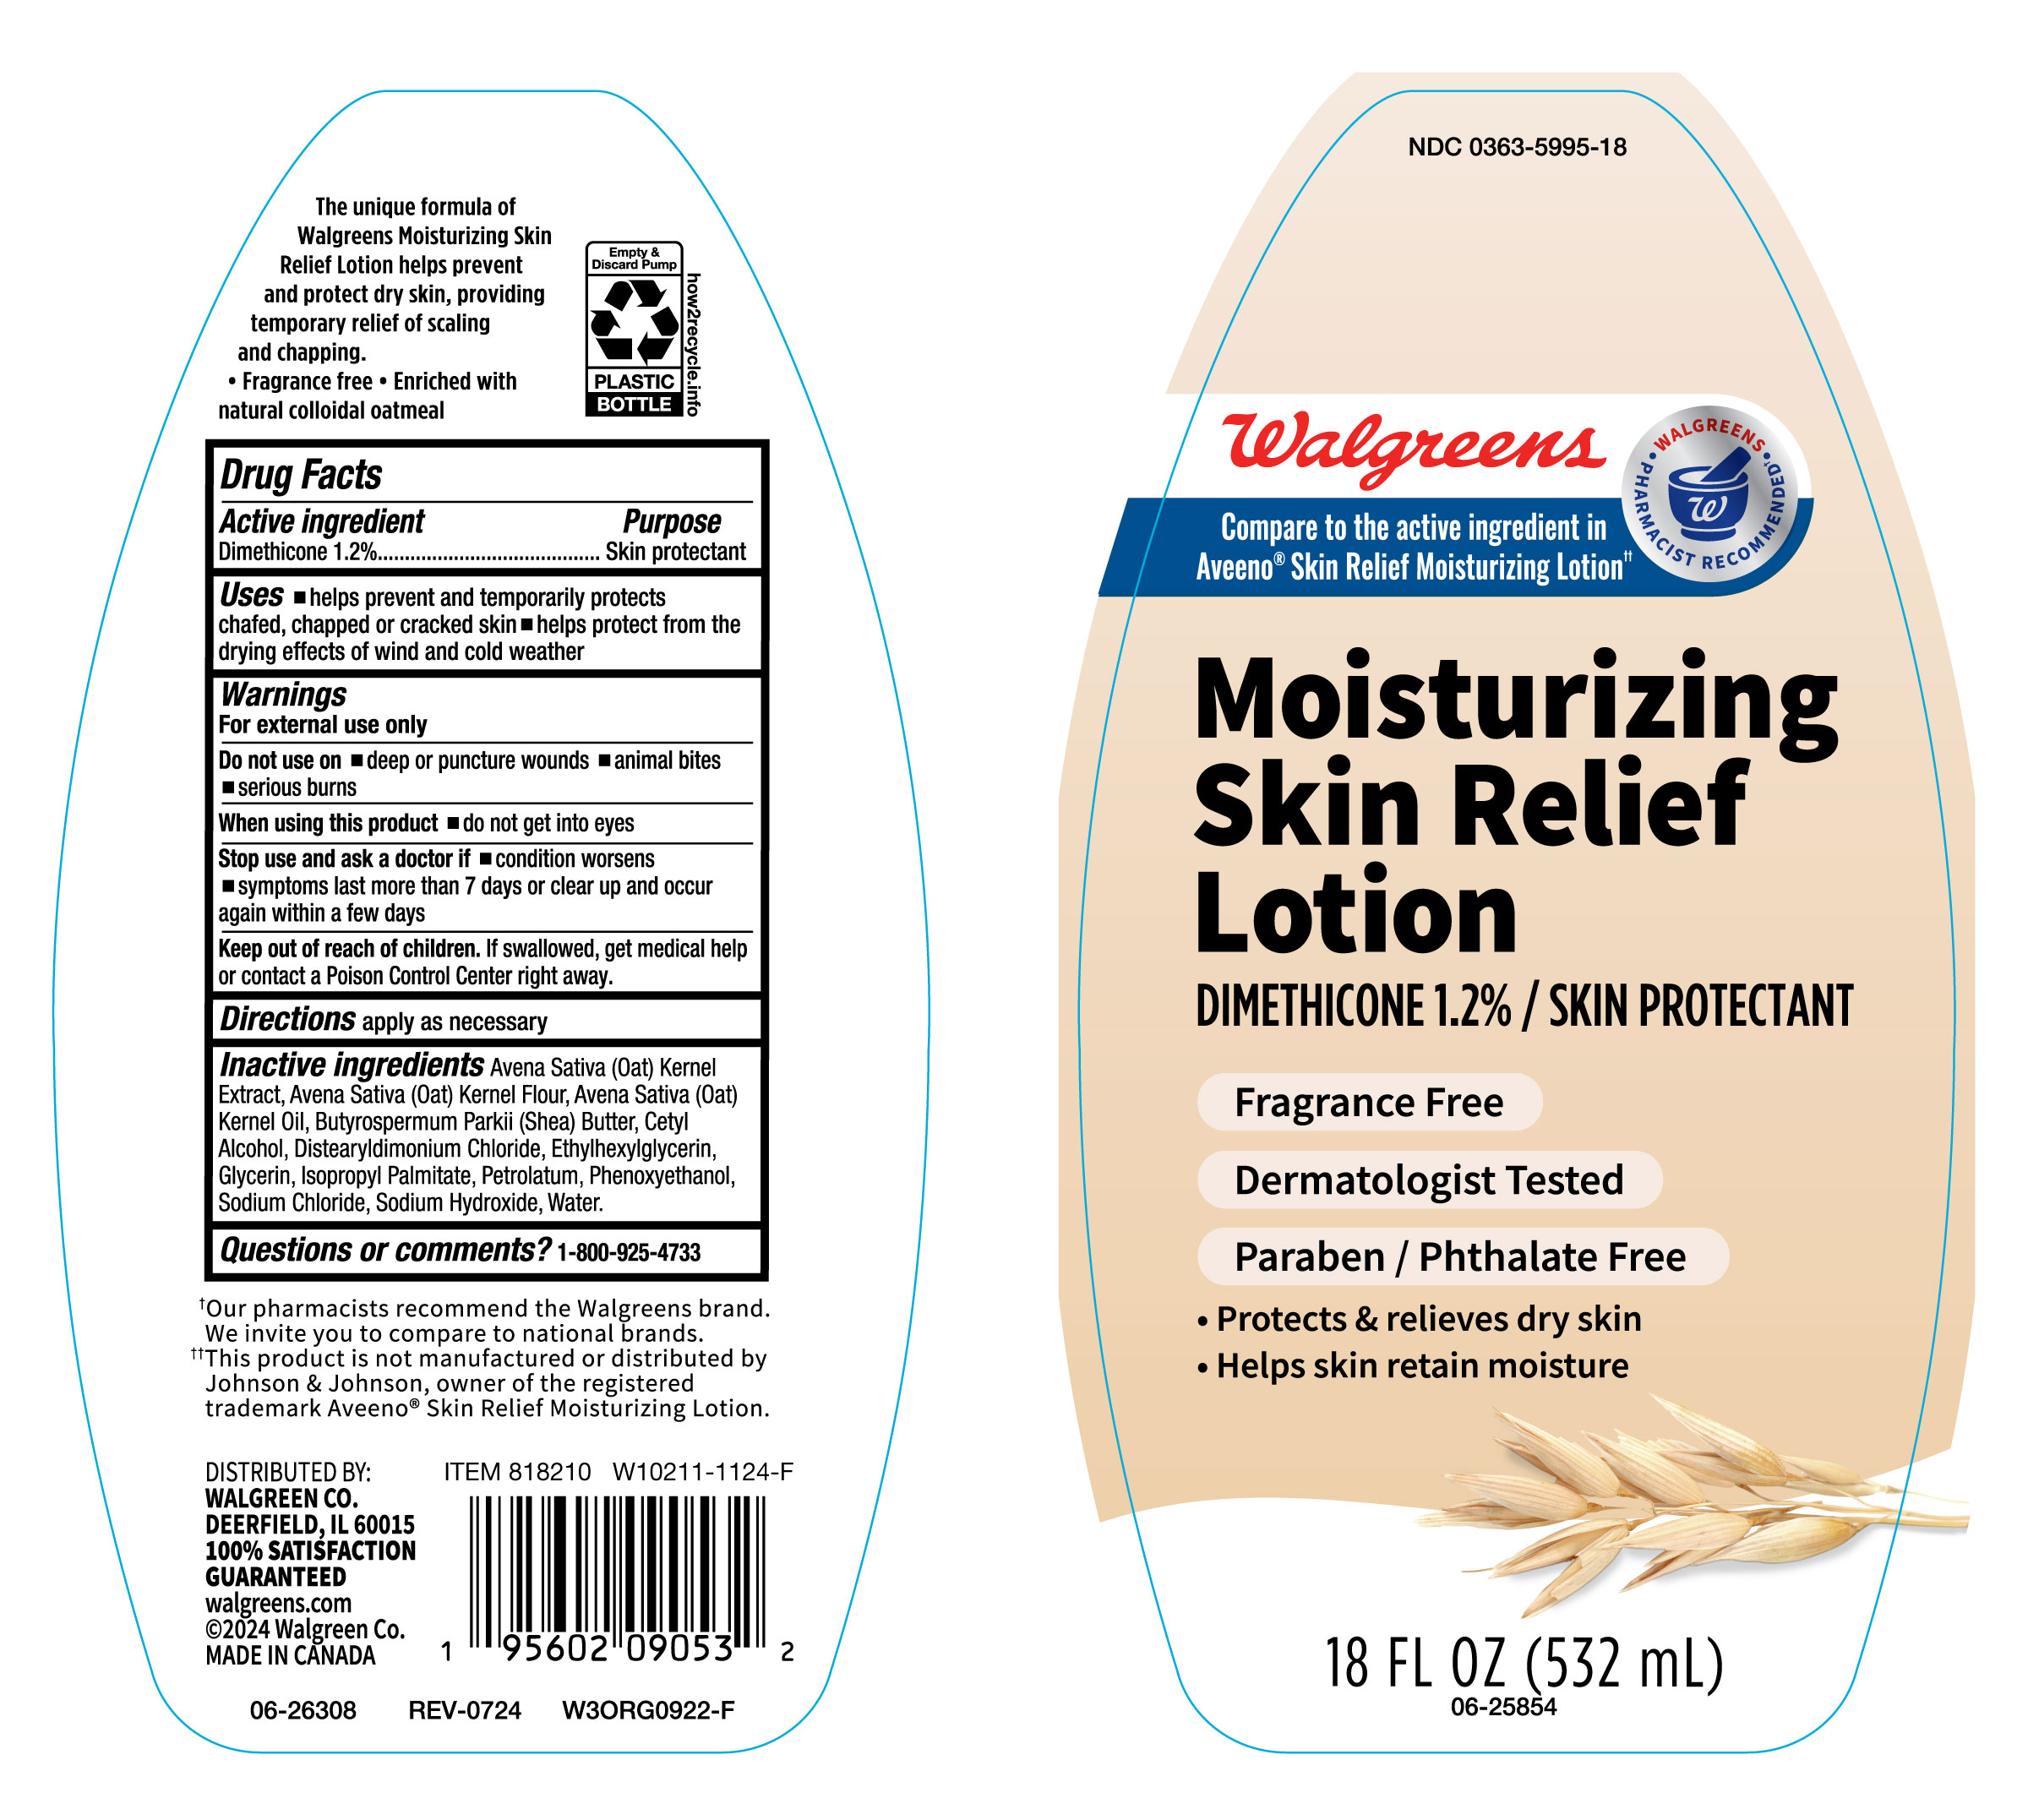 The unique formula of
Walgreens Moisturizing Skin
Relief Lotion helps prevent
and protect dry skin, providing
temporary relief of scaling
and chapping.
• Fragrance free • Enriched with
natural colloidal oatmeal
Empty &
Discard Pump
PLASTIC
BOTTLE
how2recycle.info
Drug Facts
Active ingredient Purpose
Dimethicone 1.2%......................................... Skin protectant
Uses ■ helps prevent and temporarily protects
chafed, chapped or cracked skin ■ helps protect from the
drying effects of wind and cold weather
Warnings
For external use only
Do not use on ■ deep or puncture wounds ■ animal bites
■ serious burns
When using this product ■ do not get into eyes
Stop use and ask a doctor if ■ condition worsens
■ symptoms last more than 7 days or clear up and occur
again within a few days
Keep out of reach of children. If swallowed, get medical help
or contact a Poison Control Center right away.
Directions apply as necessary
Inactive ingredients Avena Sativa (Oat) Kernel
Extract, Avena Sativa (Oat) Kernel Flour, Avena Sativa (Oat)
Kernel Oil, Butyrospermum Parkii (Shea) Butter, Cetyl
Alcohol, Distearyldimonium Chloride, Ethylhexylglycerin,
Glycerin, Isopropyl Palmitate, Petrolatum, Phenoxyethanol,
Sodium Chloride, Sodium Hydroxide, Water.
Questions or comments? 1-800-925-4733
†Our pharmacists recommend the Walgreens brand.
We invite you to compare to national brands.
††This product is not manufactured or distributed by
Johnson & Johnson, owner of the registered
trademark Aveeno® Skin Relief Moisturizing Lotion.
DISTRIBUTED BY:
WALGREEN CO.
DEERFIELD, IL 60015
100% SATISFACTION
GUARANTEED
walgreens.com
©2024 Walgreen Co.
MADE IN CANADA
ITEM 818210 W10211-1124-F
1 95602 09053 2
06-26308 REV-0724 W3ORG0922-F
NDC 0363-5995-18
Walgreens
• WALGREENS •
PHARMACIST RECOMMENDED†
W
Compare to the active ingredient in
Aveeno® Skin Relief Moisturizing Lotion††
Moisturizing
Skin Relief
Lotion
DIMETHICONE 1.2% / SKIN PROTECTANT
Fragrance Free
Dermatologist Tested
Paraben / Phthalate Free
• Protects & relieves dry skin
• Helps skin retain moisture
18 FL OZ (532 mL)
06-25854